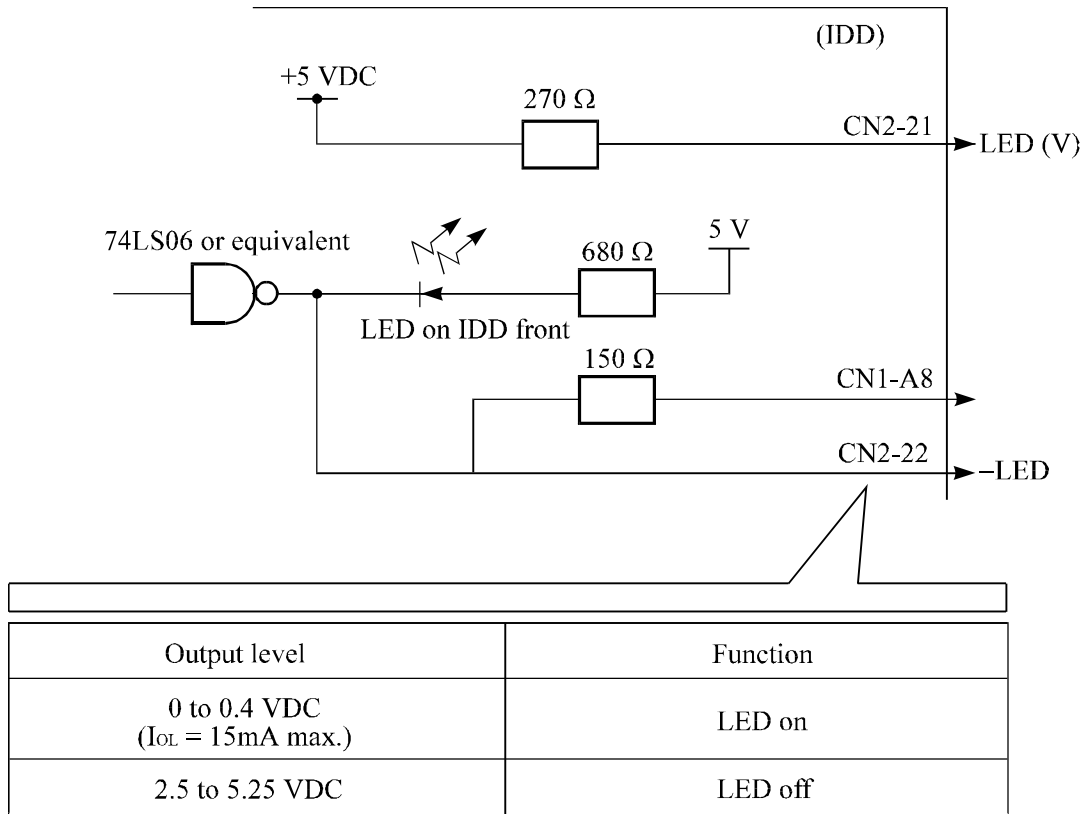 (IDD)
+5 VDC
270 Ω
CN2-21
LED (V)
74LS06 or equivalent
680 Ω
5 V
LED on IDD front
150 Ω
CN1-A8
CN2-22
–LED
Output level
Function
0 to 0.4 VDC
(IOL = 15mA max.)
LED on
2.5 to 5.25 VDC
LED off